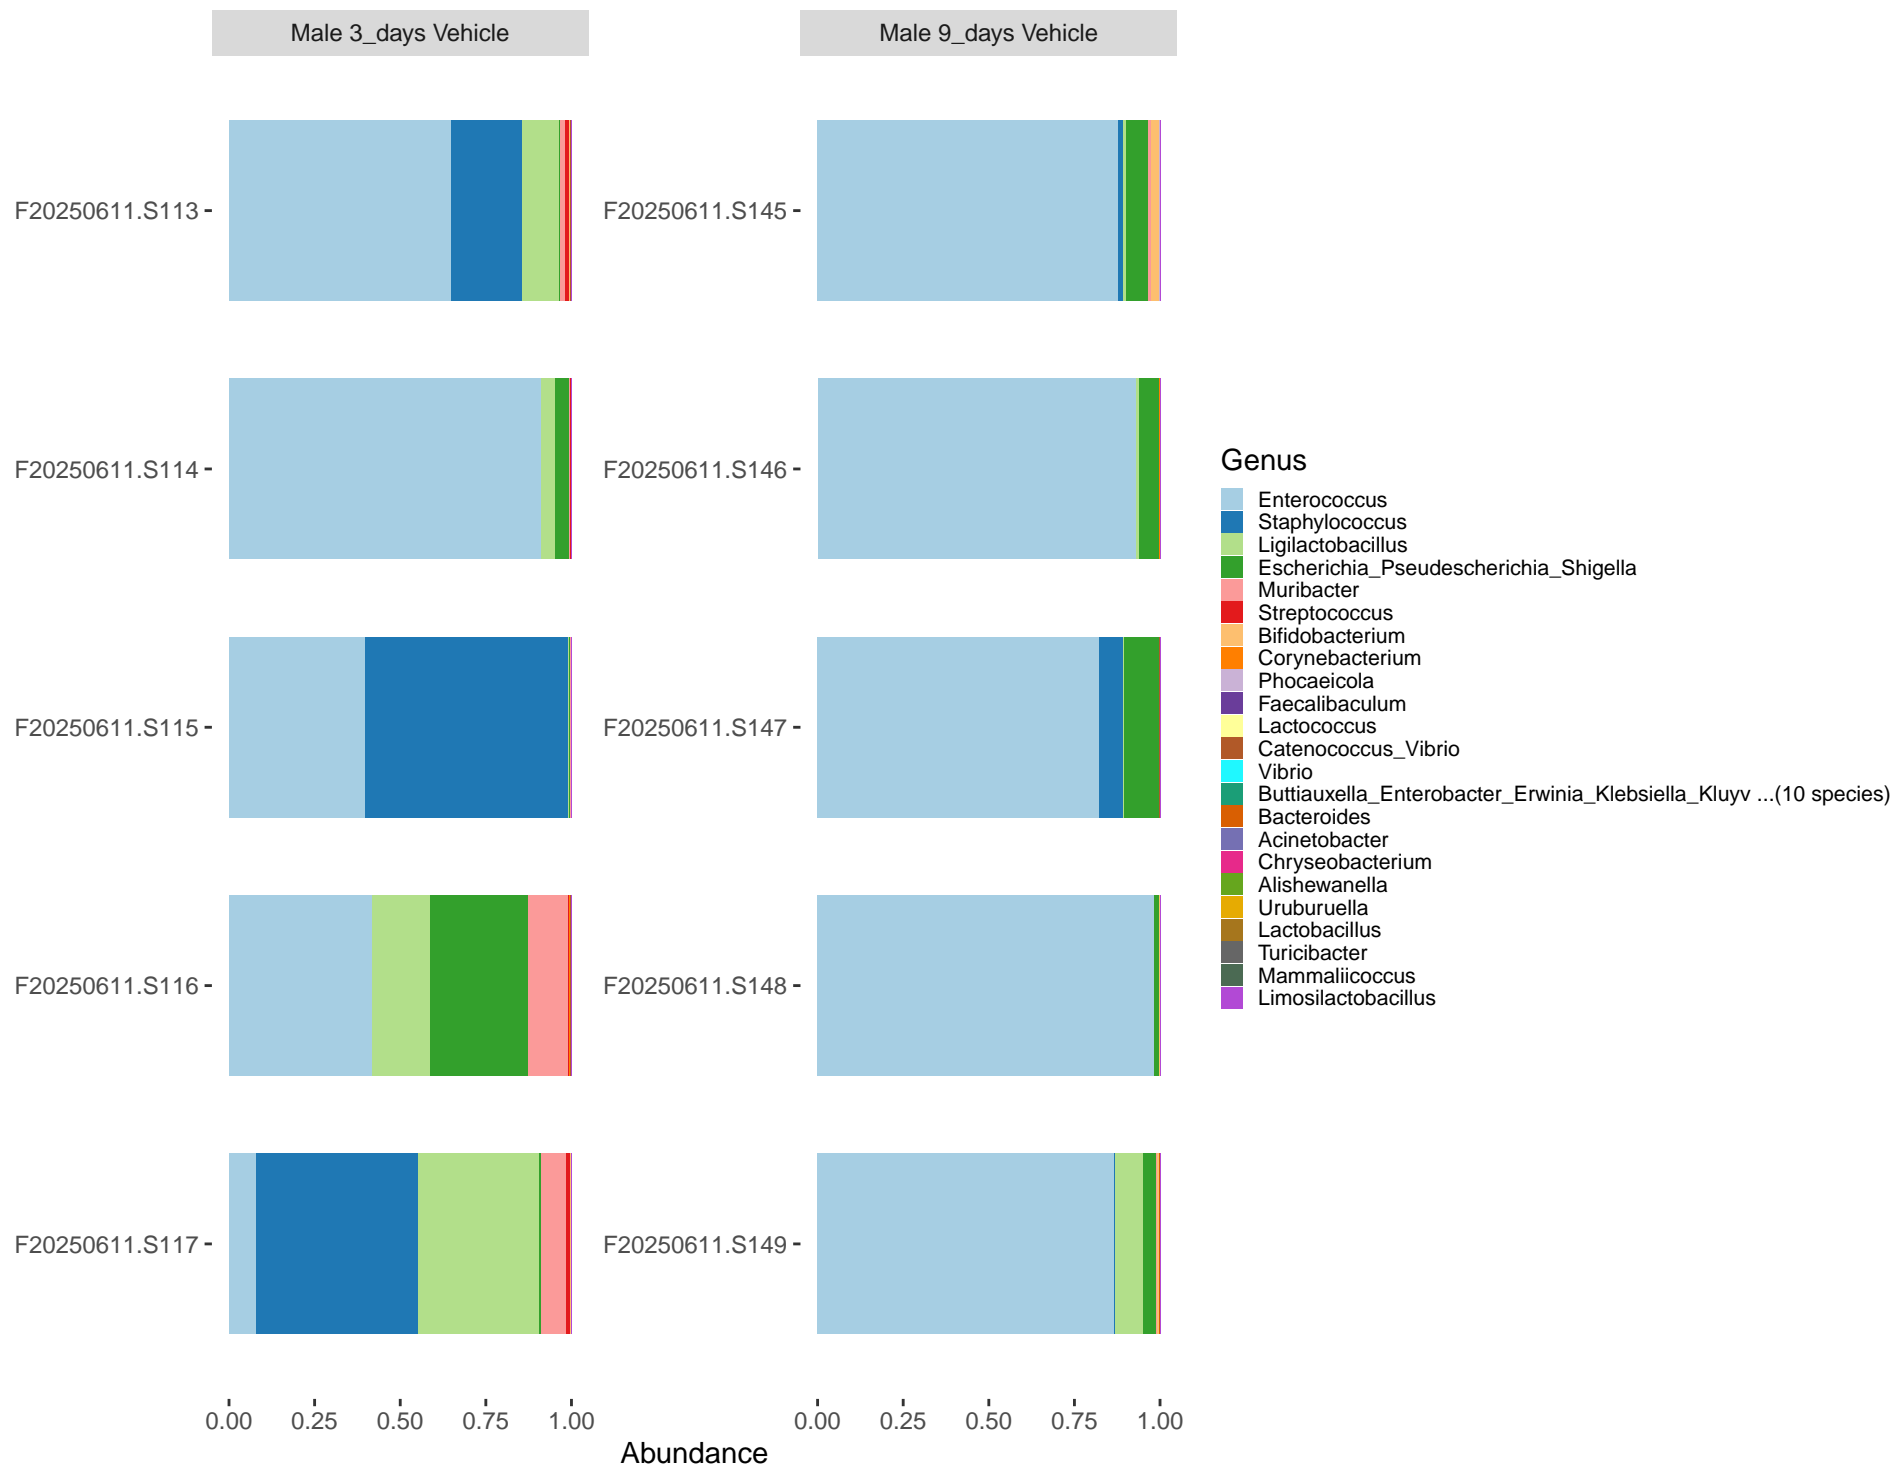 Male 3_days Vehicle
Male 9_days Vehicle
F20250611.S113
F20250611.S114
F20250611.S115
F20250611.S116
F20250611.S117
F20250611.S145
F20250611.S146
F20250611.S147
F20250611.S148
F20250611.S149
0.00 0.25 0.50 0.75 1.00
0.00 0.25 0.50 0.75 1.00
Abundance
Genus
Enterococcus
Staphylococcus
Ligilactobacillus
Escherichia_Pseudescherichia_Shigella
Muribacter
Streptococcus
Bifidobacterium
Corynebacterium
Phocaeicola
Faecalibaculum
Lactococcus
Catenococcus_Vibrio
Vibrio
Buttiauxella_Enterobacter_Erwinia_Klebsiella_Kluyv ...(10 species)
Bacteroides
Acinetobacter
Chryseobacterium
Alishewanella
Uruburuella
Lactobacillus
Turicibacter
Mammaliicoccus
Limosilactobacillus